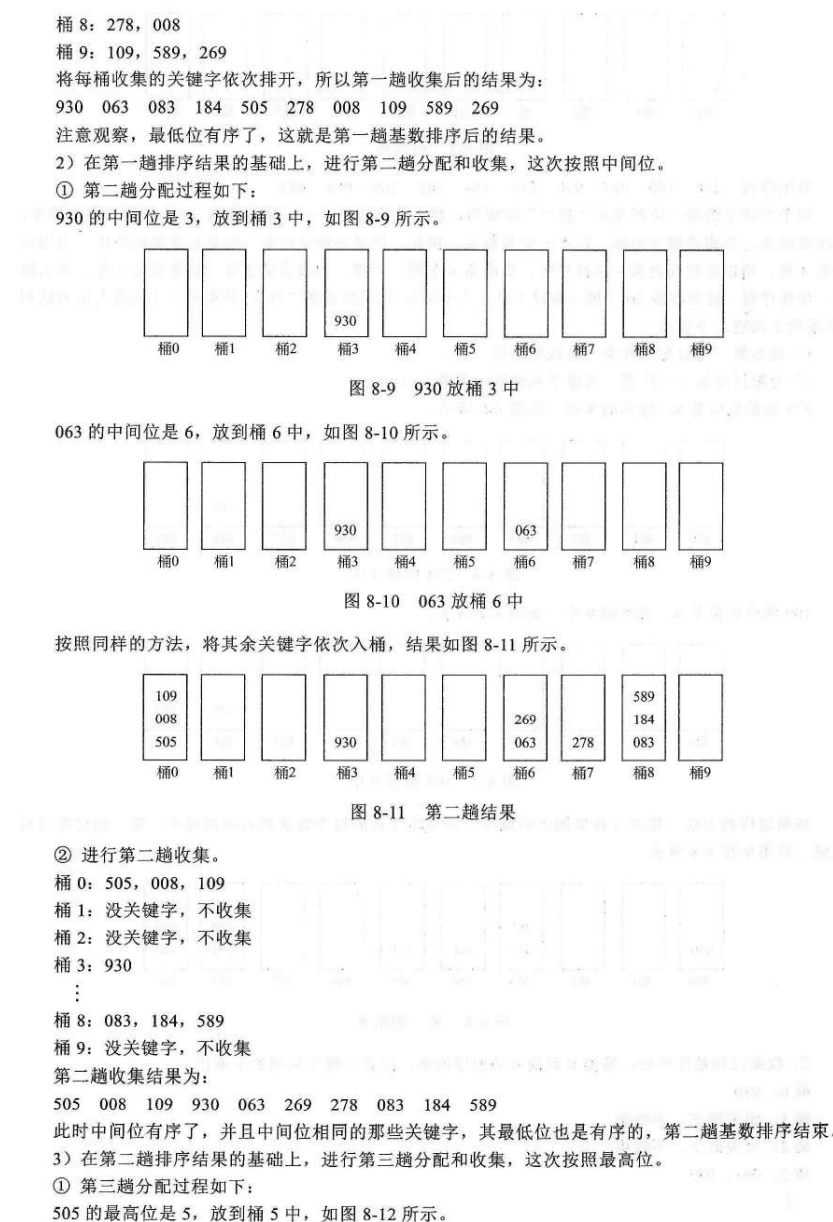 桶 8：278，008
桶 9：109，589，269
将每桶收集的关键字依次排开，所以第一趟收集后的结果为：
930 063 083 184 505 278 008 109 589 269
注意观察，最低位有序了，这就是第一趟基数排序后的结果。
2）在第一趟排序结果的基础上，进行第二趟分配和收集，这次按照中间位。
① 第二趟分配过程如下：
930 的中间位是 3，放到桶 3 中，如图 8-9 所示。
930
桶0 桶1 桶2 桶3 桶4 桶5 桶6 桶7 桶8 桶9
图 8-9 930 放桶 3 中
063 的中间位是 6，放到桶 6 中，如图 8-10 所示。
930 063
桶0 桶1 桶2 桶3 桶4 桶5 桶6 桶7 桶8 桶9
图 8-10 063 放桶 6 中
按照同样的方法，将其余关键字依次入桶，结果如图 8-11 所示。
109 589
008 269 184
505 930 063 278 083
桶0 桶1 桶2 桶3 桶4 桶5 桶6 桶7 桶8 桶9
图 8-11 第二趟结果
② 进行第二趟收集。
桶 0：505，008，109
桶 1：没关键字，不收集
桶 2：没关键字，不收集
桶 3：930
⋮
桶 8：083，184，589
桶 9：没关键字，不收集
第二趟收集结果为：
505 008 109 930 063 269 278 083 184 589
此时中间位有序了，并且中间位相同的那些关键字，其最低位也是有序的，第二趟基数排序结束。
3）在第二趟排序结果的基础上，进行第三趟分配和收集，这次按照最高位。
① 第三趟分配过程如下：
505 的最高位是 5，放到桶 5 中，如图 8-12 所示。